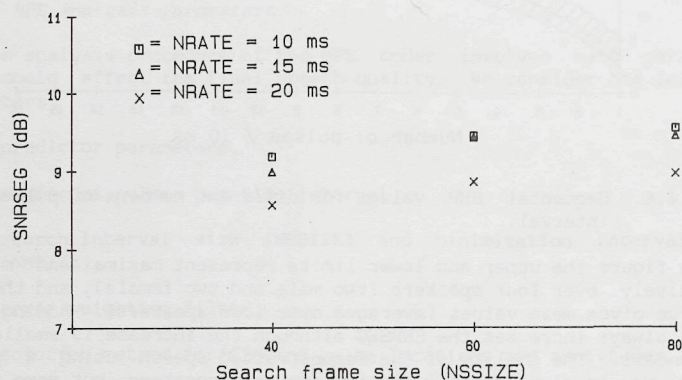 11
= NRATE = 10 ms
= NRATE = 15 ms
= NRATE = 20 ms
10
9
8
7
SNRSEG (dB)
40
60
80
Search frame size (NSSIZE)